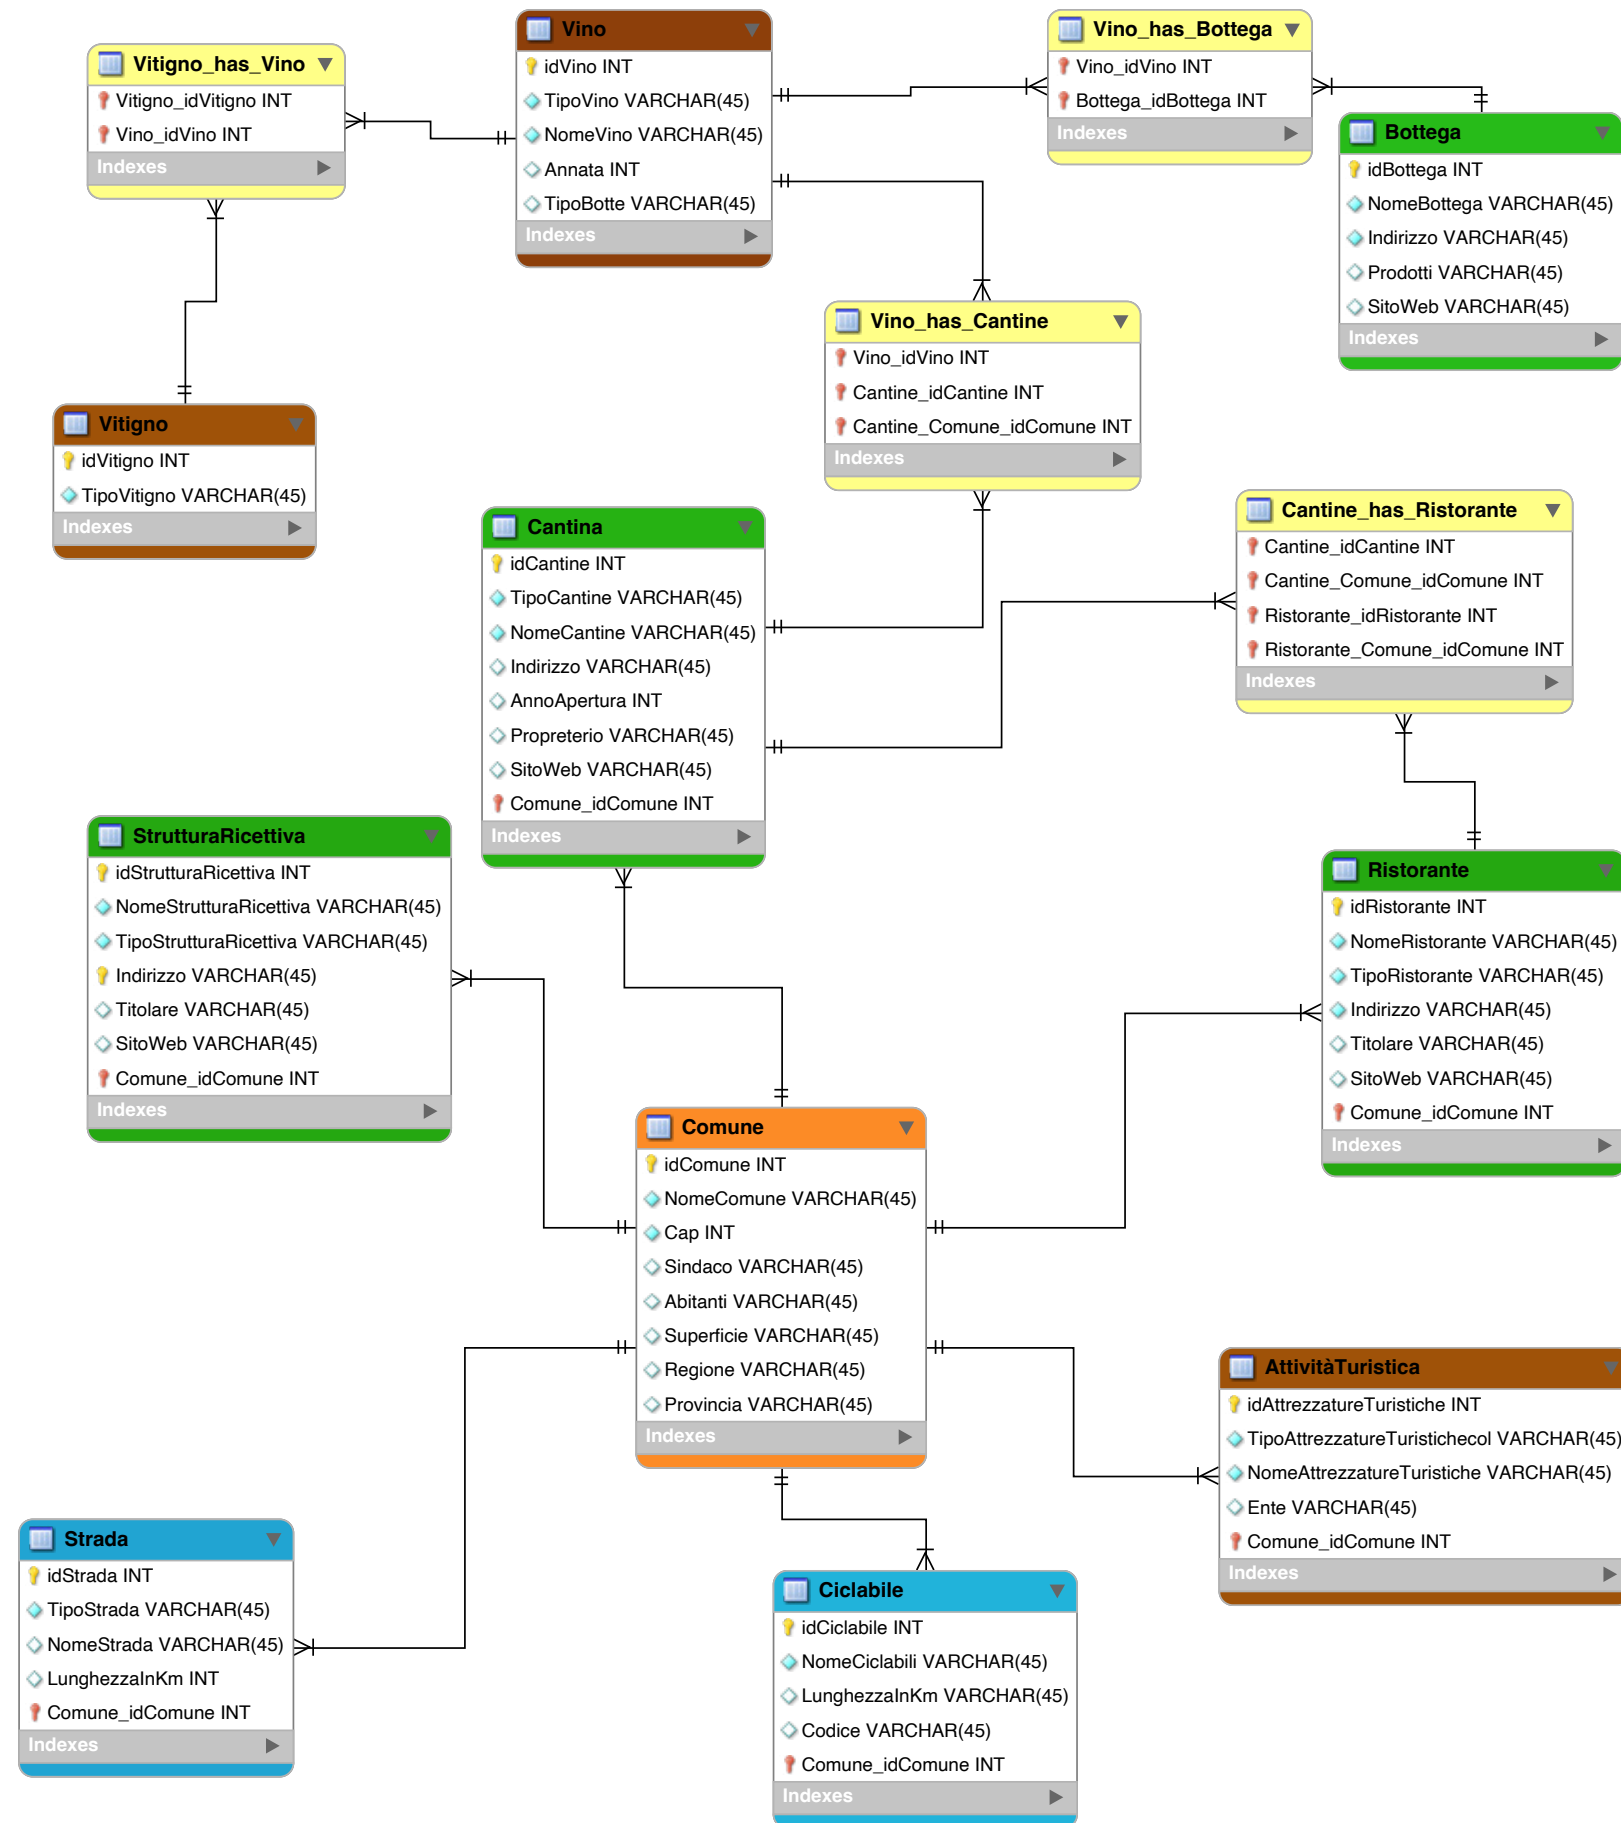 Vitigno_has_Vino
Vitigno_idVitigno INT
Vino_idVino INT
Indexes
Vino
idVino INT
TipoVino VARCHAR(45)
NomeVino VARCHAR(45)
Annata INT
TipoBotte VARCHAR(45)
Indexes
Vino_has_Bottega
Vino_idVino INT
Bottega_idBottega INT
Indexes
Bottega
idBottega INT
NomeBottega VARCHAR(45)
Indirizzo VARCHAR(45)
Prodotti VARCHAR(45)
SitoWeb VARCHAR(45)
Indexes
Vino_has_Cantine
Vino_idVino INT
Cantine_idCantine INT
Cantine_Comune_idComune INT
Indexes
Vitigno
idVitigno INT
TipoVitigno VARCHAR(45)
Indexes
Cantina
idCantine INT
TipoCantine VARCHAR(45)
NomeCantine VARCHAR(45)
Indirizzo VARCHAR(45)
AnnoApertura INT
Propreterio VARCHAR(45)
SitoWeb VARCHAR(45)
Comune_idComune INT
Indexes
Cantine_has_Ristorante
Cantine_idCantine INT
Cantine_Comune_idComune INT
Ristorante_idRistorante INT
Ristorante_Comune_idComune INT
Indexes
StrutturaRicettiva
idStrutturaRicettiva INT
NomeStrutturaRicettiva VARCHAR(45)
TipoStrutturaRicettiva VARCHAR(45)
Indirizzo VARCHAR(45)
Titolare VARCHAR(45)
SitoWeb VARCHAR(45)
Comune_idComune INT
Indexes
Ristorante
idRistorante INT
NomeRistorante VARCHAR(45)
TipoRistorante VARCHAR(45)
Indirizzo VARCHAR(45)
Titolare VARCHAR(45)
SitoWeb VARCHAR(45)
Comune_idComune INT
Indexes
Comune
idComune INT
NomeComune VARCHAR(45)
Cap INT
Sindaco VARCHAR(45)
Abitanti VARCHAR(45)
Superficie VARCHAR(45)
Regione VARCHAR(45)
Provincia VARCHAR(45)
Indexes
AttivitàTuristica
idAttrezzatureTuristiche INT
TipoAttrezzatureTuristichecol VARCHAR(45)
NomeAttrezzatureTuristiche VARCHAR(45)
Ente VARCHAR(45)
Comune_idComune INT
Indexes
Strada
idStrada INT
TipoStrada VARCHAR(45)
NomeStrada VARCHAR(45)
LunghezzaInKm INT
Comune_idComune INT
Indexes
Ciclabile
idCiclabile INT
NomeCiclabili VARCHAR(45)
LunghezzaInKm VARCHAR(45)
Codice VARCHAR(45)
Comune_idComune INT
Indexes